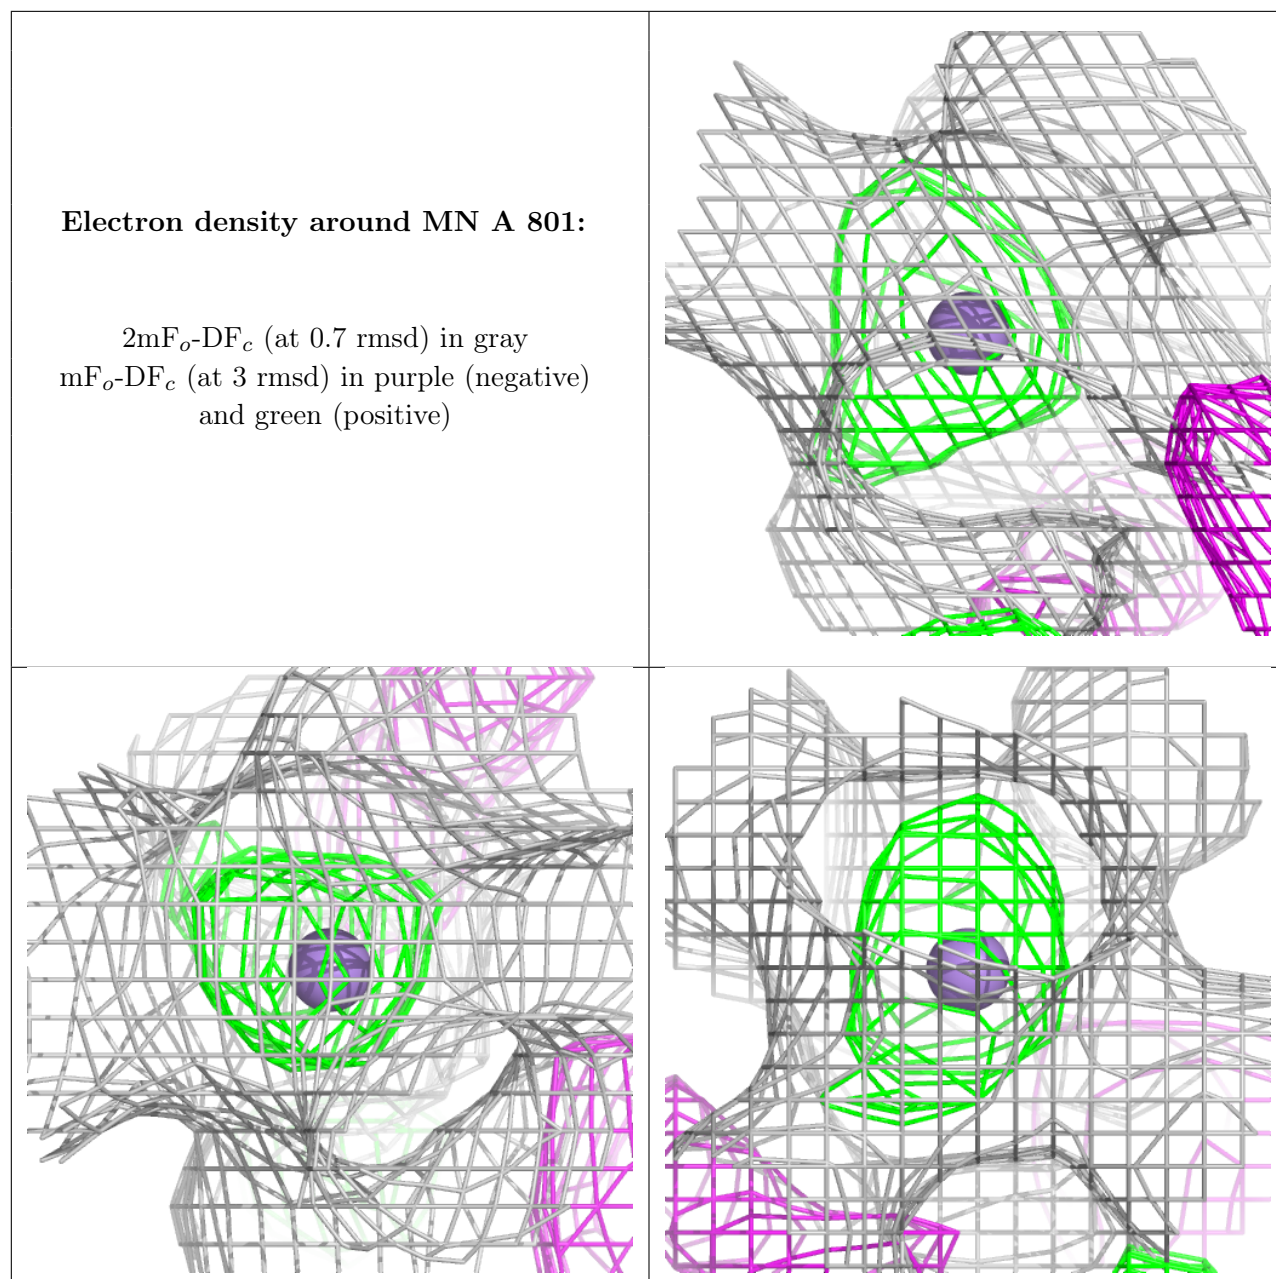 Electron density around MN A 801:
2mFo-DFc (at 0.7 rmsd) in gray
mFo-DFc (at 3 rmsd) in purple (negative)
and green (positive)